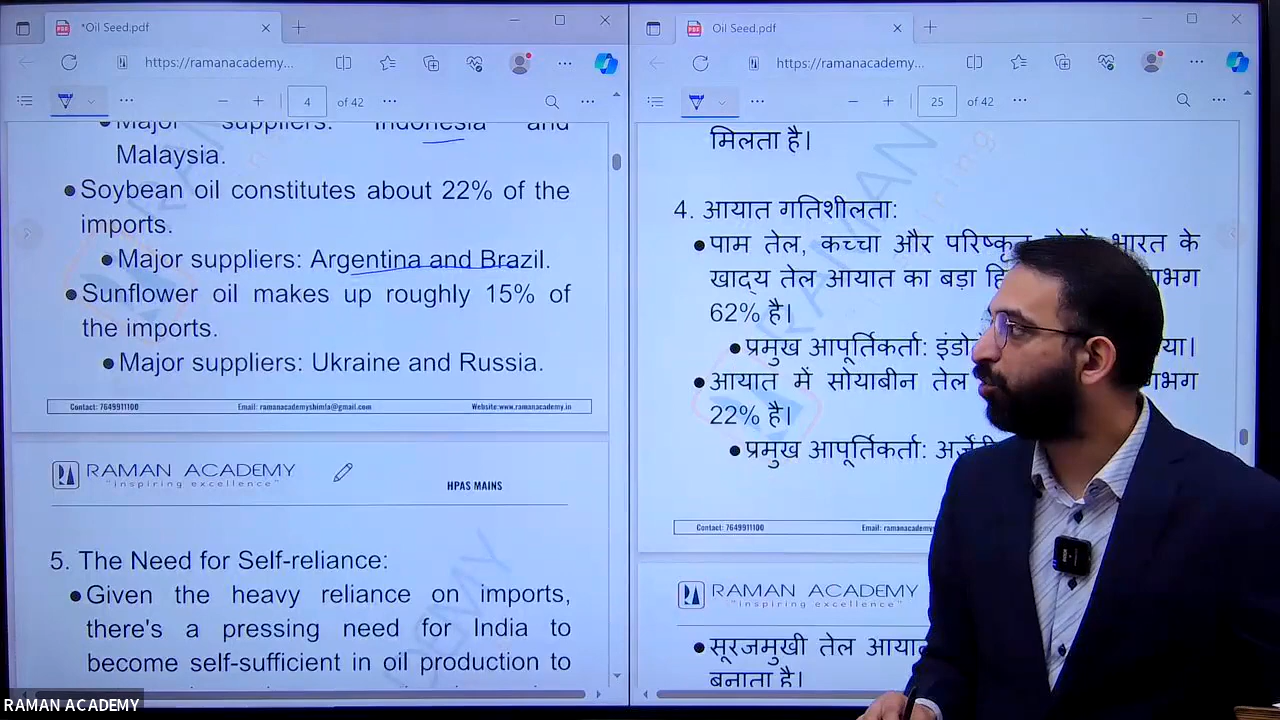 *Oil Seed.pdf
https://ramanacademy...
4 of 42
Major suppliers: Indonesia and
Malaysia.
Soybean oil constitutes about 22% of the
imports.
Major suppliers: Argentina and Brazil.
Sunflower oil makes up roughly 15% of
the imports.
Major suppliers: Ukraine and Russia.
Contact: 7649911100 Email: ramanacademyshimla@gmail.com Website:www.ramanacademy.in
RAMAN ACADEMY
"inspiring excellence"
HPAS MAINS
5. The Need for Self-reliance:
Given the heavy reliance on imports,
there's a pressing need for India to
become self-sufficient in oil production to
Oil Seed.pdf
https://ramanacademy...
25 of 42
मिलता है।
4. आयात गतिशीलता:
पाम तेल, कच्चा और परिष्कृत भारत के
खाद्य तेल आयात का बड़ा
62% है।
प्रमुख आपूर्तिकर्ता:
आयात में सोयाबीन तेल
22% है।
प्रमुख आपूर्तिकर्ता:
Contact: 7649911100 Email:
RAMAN ACADEMY
"inspiring excellence"
सूरजमुखी तेल
बनाता है।
RAMAN ACADEMY